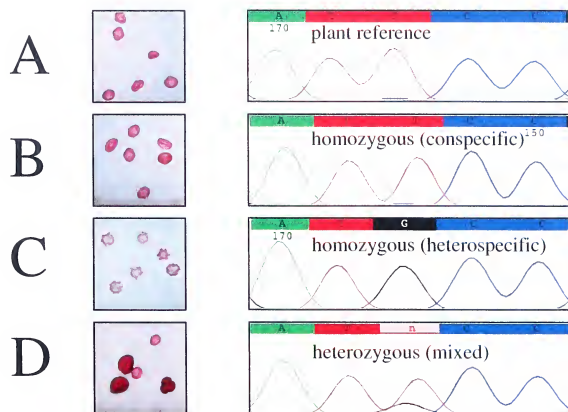 A
A
170
plant reference
B
A
homozygous (conspecific)
150
C
A G
170
homozygous (heterospecific)
D
A n
heterozygous (mixed)